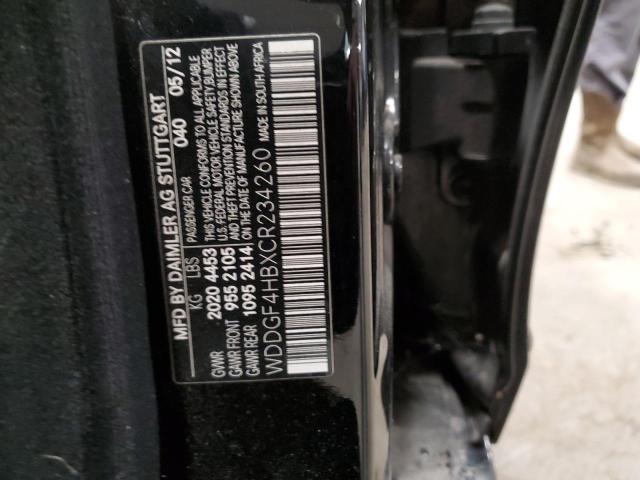 MFD BY DAIMLER AG STUTTGART
PASSENGER CAR 040 05/12
KG LBS
GVWR 2020 4453
GAWR FRONT 955 2105
GAWR REAR 1095 2414
THIS VEHICLE CONFORMS TO ALL APPLICABLE
U.S. FEDERAL MOTOR VEHICLE SAFETY, BUMPER
AND THEFT PREVENTION STANDARDS IN EFFECT
ON THE DATE OF MANUFACTURE SHOWN ABOVE
WDDGF4HBXCR234260
MADE IN SOUTH AFRICA